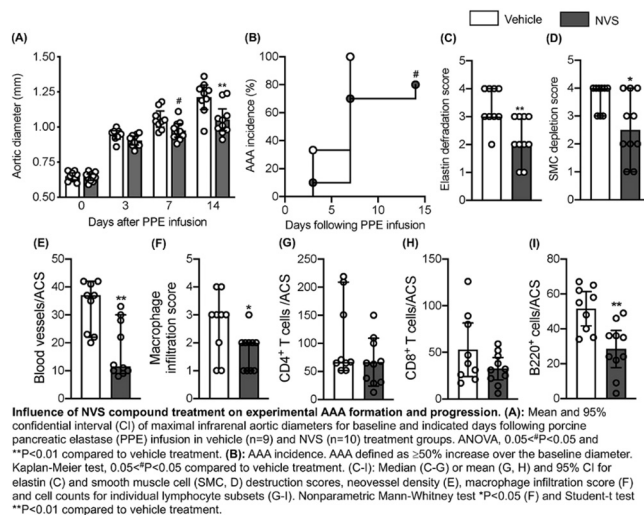 Vehicle NVS
(A) (B) (C) (D)
Aortic diameter (mm)
1.50
1.25
1.00
0.75
0.50
#
**
0 3 7 14
Days after PPE infusion
AAA incidence (%)
100
80
60
40
20
0
#
0 5 10 15
Days following PPE infusion
Elastin defradation score
5
4
3
2
1
0
**
SMC depletion score
5
4
3
2
1
0
*
(E) (F) (G) (H) (I)
Blood vessels/ACS
50
40
30
20
10
0
**
Macrophage
infiltration score
5
4
3
2
1
0
*
CD4+ T cells /ACS
250
200
150
100
50
0
CD8+ T cells/ACS
150
100
50
0
B220+ cells/ACS
100
80
60
40
20
0
**
Influence of NVS compound treatment on experimental AAA formation and progression. (A): Mean and 95%
confidential interval (CI) of maximal infrarenal aortic diameters for baseline and indicated days following porcine
pancreatic elastase (PPE) infusion in vehicle (n=9) and NVS (n=10) treatment groups. ANOVA, 0.05<#P<0.05 and
**P<0.01 compared to vehicle treatment. (B): AAA incidence. AAA defined as ≥50% increase over the baseline diameter.
Kaplan-Meier test, 0.05<#P<0.05 compared to vehicle treatment. (C-I): Median (C-G) or mean (G, H) and 95% CI for
elastin (C) and smooth muscle cell (SMC, D) destruction scores, neovessel density (E), macrophage infiltration score (F)
and cell counts for individual lymphocyte subsets (G-I). Nonparametric Mann-Whitney test *P<0.05 (F) and Student-t test
**P<0.01 compared to vehicle treatment.